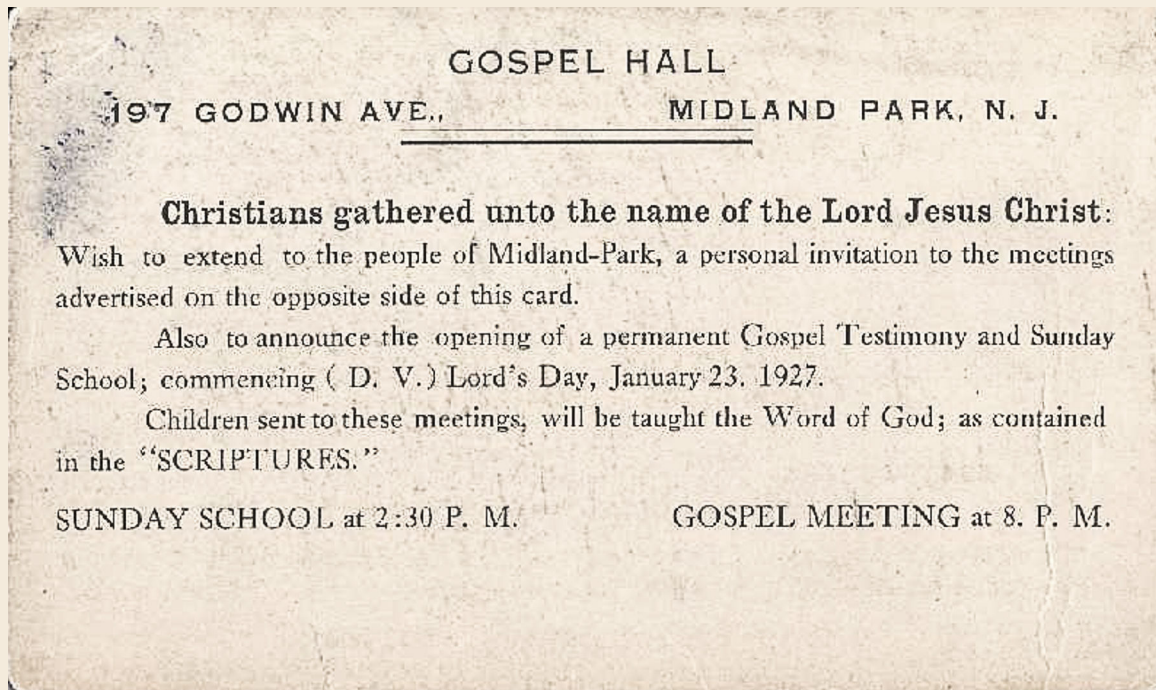 GOSPEL HALL
197 GODWIN AVE., MIDLAND PARK, N. J.
Christians gathered unto the name of the Lord Jesus Christ:
Wish to extend to the people of Midland-Park, a personal invitation to the meetings
advertised on the opposite side of this card.
Also to announce the opening of a permanent Gospel Testimony and Sunday
School; commencing ( D. V. ) Lord's Day, January 23. 1927.
Children sent to these meetings, will be taught the Word of God; as contained
in the "SCRIPTURES."
SUNDAY SCHOOL at 2:30 P. M. GOSPEL MEETING at 8. P. M.